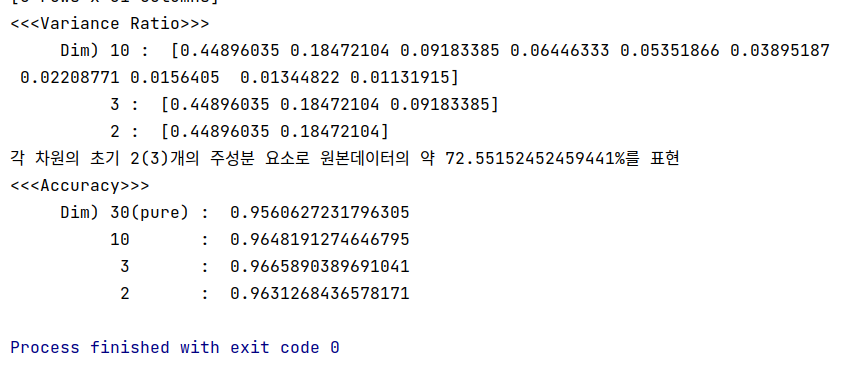 <<<Variance Ratio>>>
Dim) 10 :  [0.44896035 0.18472104 0.09183385 0.06446333 0.05351866 0.03895187
0.02208771 0.0156405  0.01344822 0.01131915]
3 :  [0.44896035 0.18472104 0.09183385]
2 :  [0.44896035 0.18472104]
각 차원의 초기 2(3)개의 주성분 요소로 원본데이터의 약 72.55152452459441%를 표현
<<<Accuracy>>>
Dim) 30(pure) :  0.9560627231796305
10       :  0.9648191274646795
3       :  0.9665890389691041
2       :  0.9631268436578171
Process finished with exit code 0